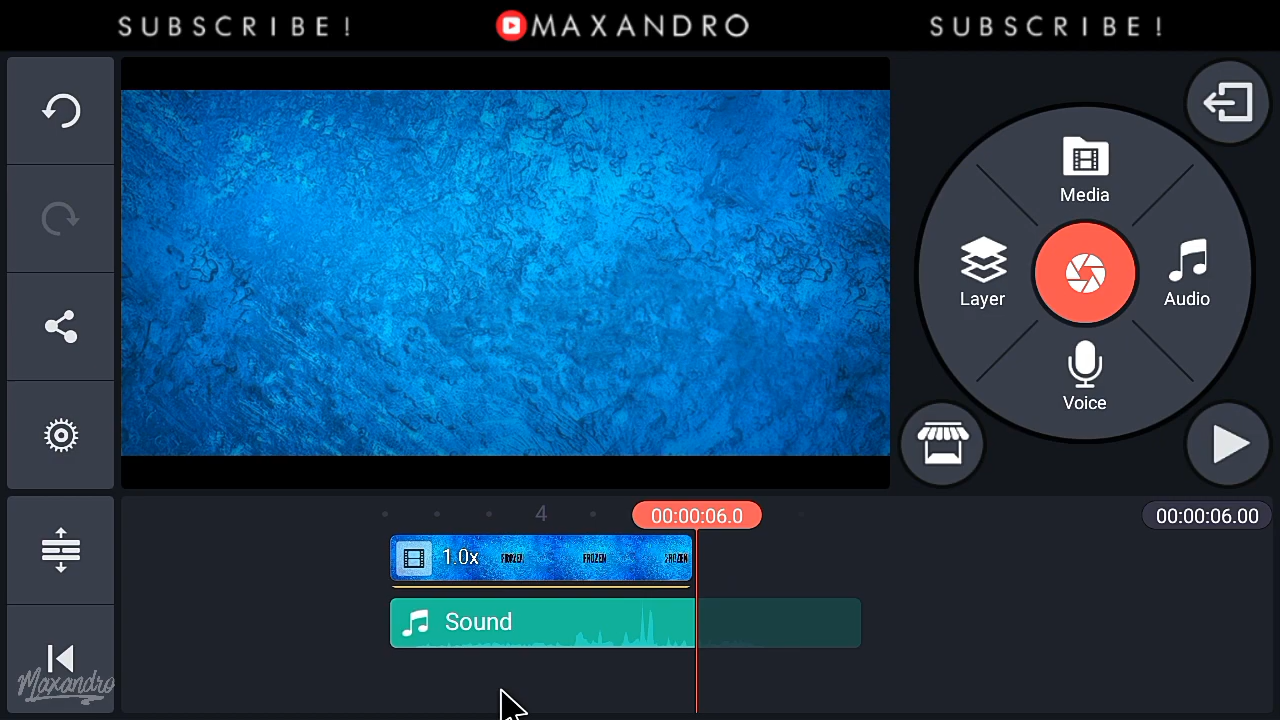 SUBSCRIBE! MAXANDRO SUBSCRIBE!
Media
Layer
Audio
Voice
4
00:00:06.0
00:00:06.00
1.0x FROZEN FROZEN FROZEN
Sound
Maxandro